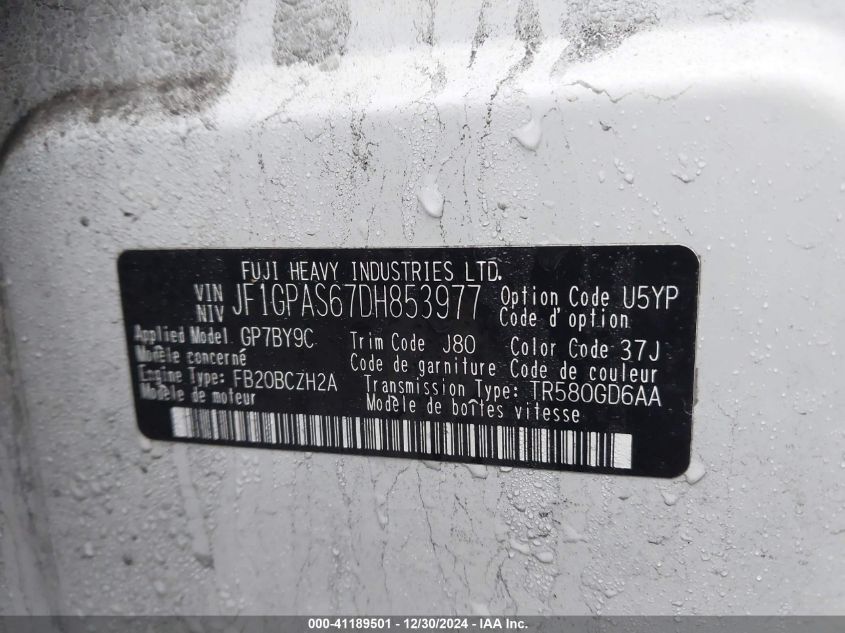 FUJI HEAVY INDUSTRIES LTD.
VIN NIV JF1GPAS67DH853977 Option Code U5YP
Code d'option
Applied Model GP7BY9C Trim Code J80 Color Code 37J
Modèle concerné Code de garniture Code de couleur
Engine Type: FB20BCZH2A Transmission Type: TR580GD6AA
Modèle de moteur Modèle de boîtes vitesse
000-41189501 - 12/30/2024 - IAA Inc.